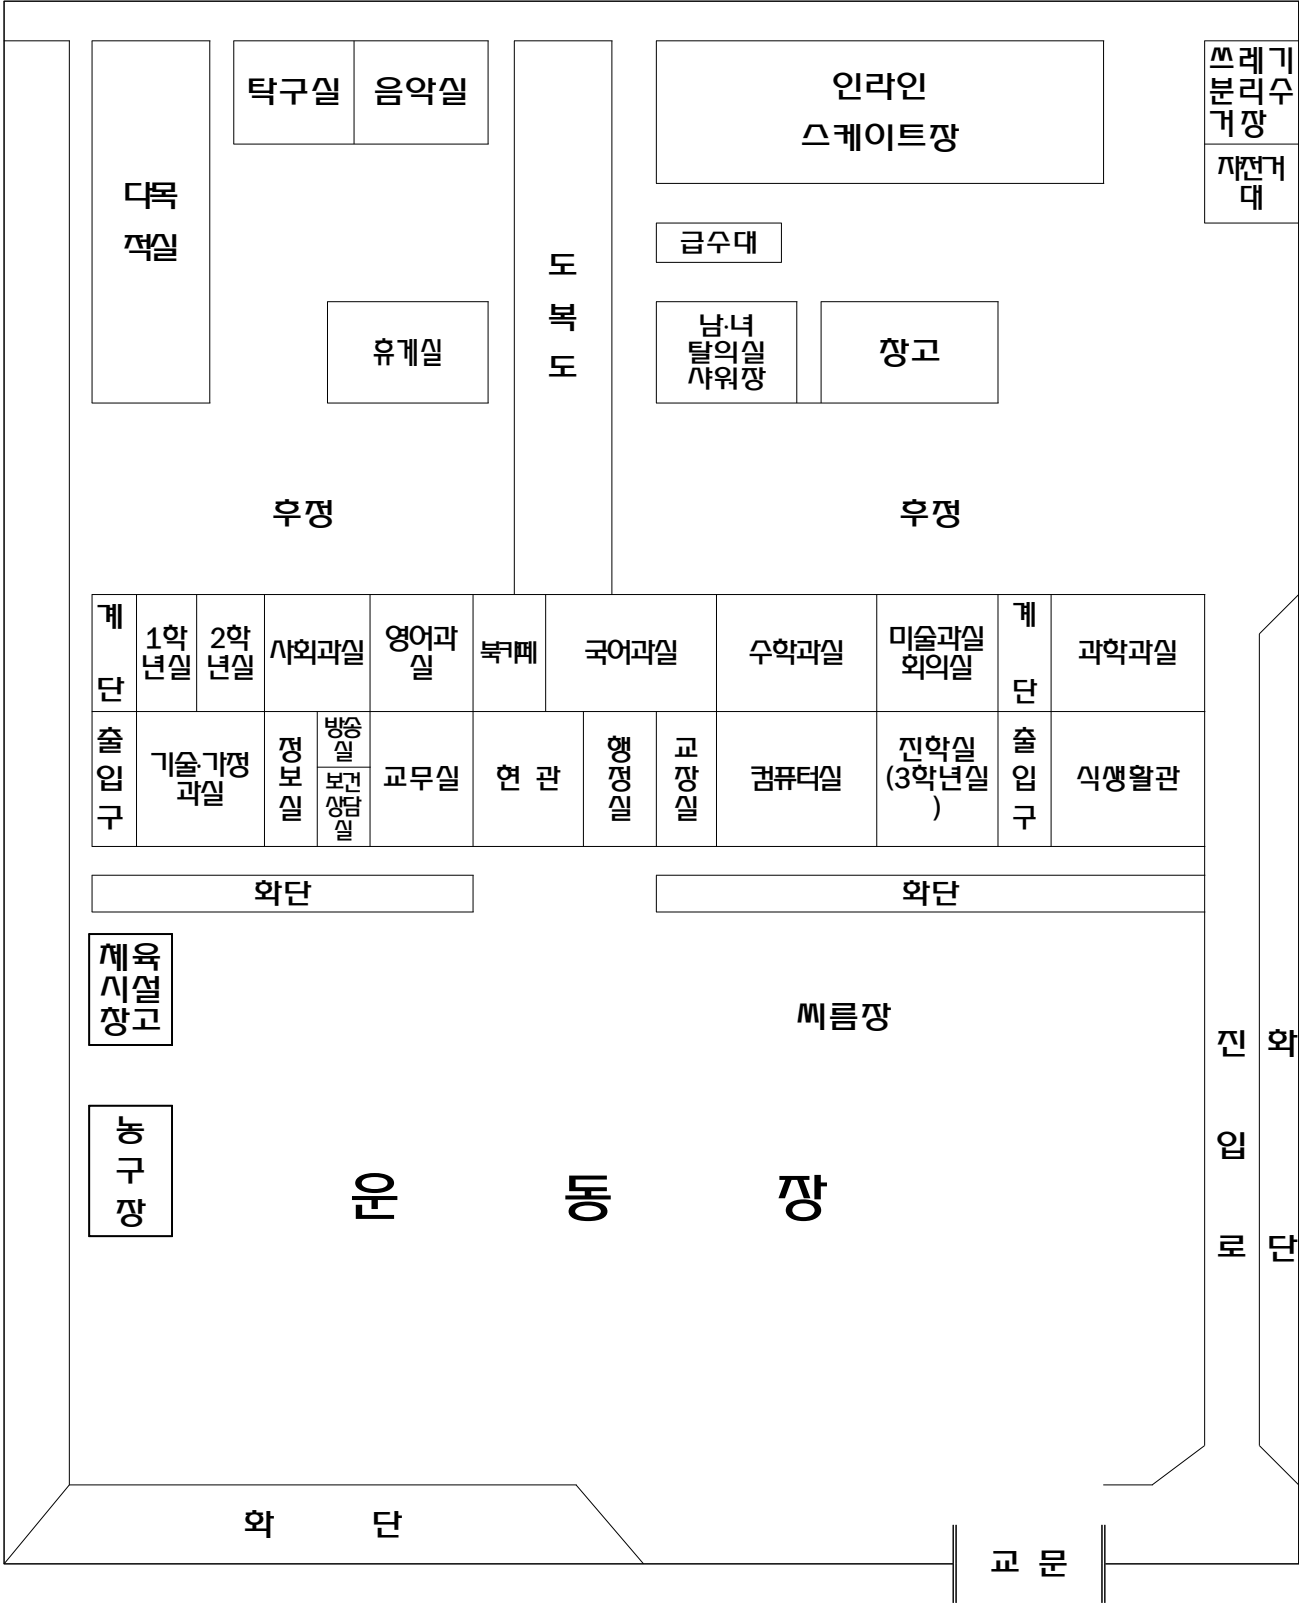 탁구실 음악실
인라인
스케이트장
쓰레기
분리수
거장
자전거
대
다목
적실
급수대
도
복
도
휴게실
남·녀
탈의실
샤워장
창고
후정
후정
계
단
1학
년실
2학
년실
사회과실
영어과
실
북카페
국어과실
수학과실
미술과실
회의실
계
단
과학과실
출
입
구
기술·가정
과실
정
보
실
방송
실
보건
상담
실
교무실
현 관
행
정
실
교
장
실
컴퓨터실
진학실
(3학년실
)
출
입
구
식생활관
화단
화단
체육
시설
창고
씨름장
농
구
장
운 동 장
진
입
로
화
단
화 단
교 문